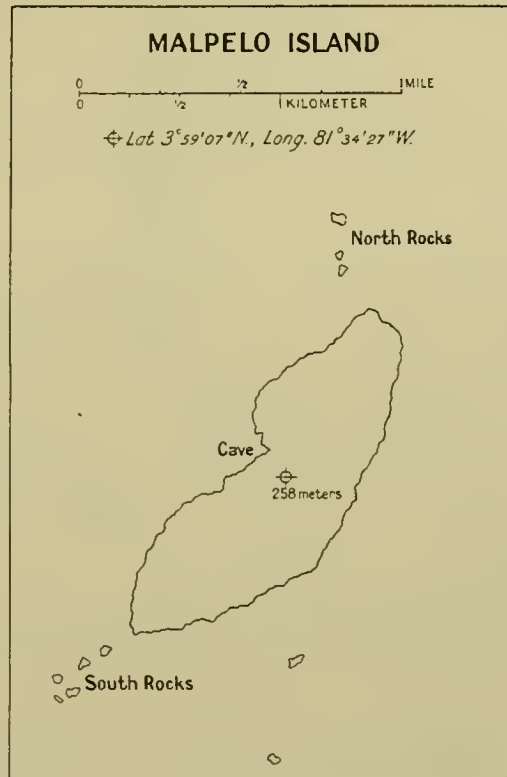 MALPELO ISLAND
0 ½ 1 MILE
0 ½ 1 KILOMETER
Lat 3°59'07"N., Long. 81°34'27"W.
North Rocks
Cave
258 meters
South Rocks